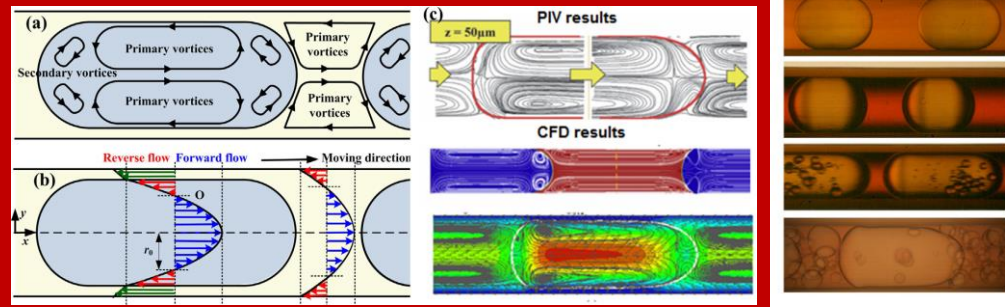 (a)
Primary
vortices
Primary vortices
Secondary vortices
Primary vortices
Primary
vortices
Reverse flow
Forward flow
Moving direction
(b)
O
y
x
r₀
(c)
PIV results
z = 50µm
CFD results